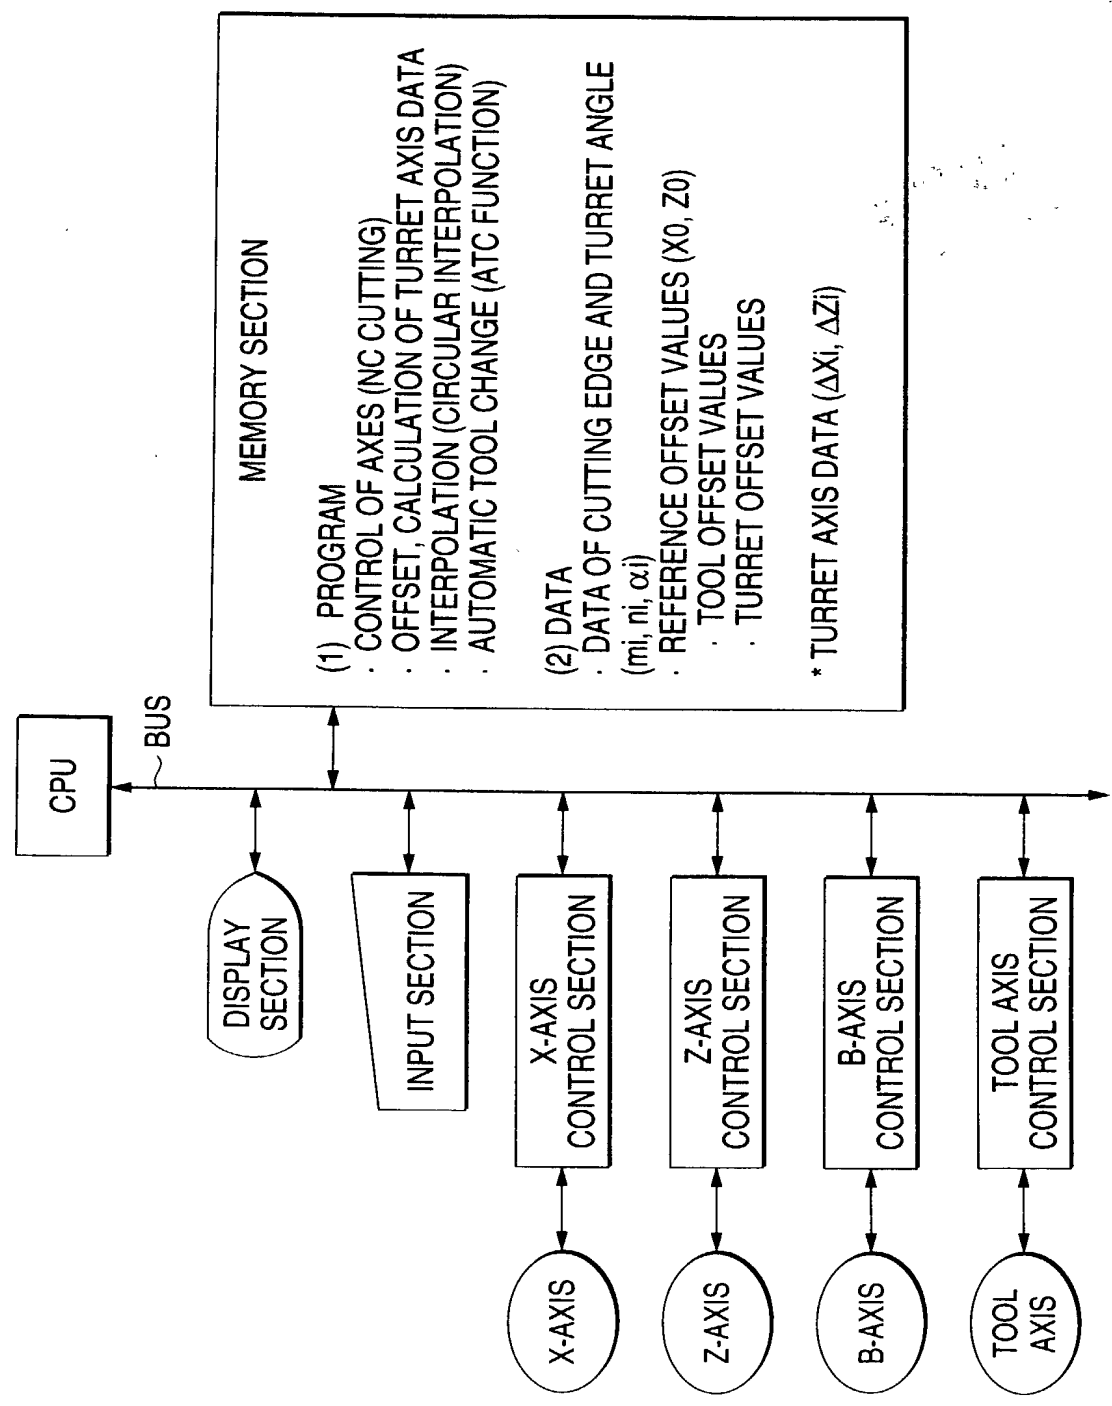 CPU
BUS
DISPLAY
SECTION
INPUT SECTION
X-AXIS
CONTROL SECTION
Z-AXIS
CONTROL SECTION
B-AXIS
CONTROL SECTION
TOOL AXIS
CONTROL SECTION
X-AXIS
Z-AXIS
B-AXIS
TOOL
AXIS
MEMORY SECTION
(1) PROGRAM
· CONTROL OF AXES (NC CUTTING)
· OFFSET, CALCULATION OF TURRET AXIS DATA
· INTERPOLATION (CIRCULAR INTERPOLATION)
· AUTOMATIC TOOL CHANGE (ATC FUNCTION)
(2) DATA
· DATA OF CUTTING EDGE AND TURRET ANGLE
(mi, ni, αi)
· REFERENCE OFFSET VALUES (X0, Z0)
· TOOL OFFSET VALUES
· TURRET OFFSET VALUES
* TURRET AXIS DATA (ΔXi, ΔZi)